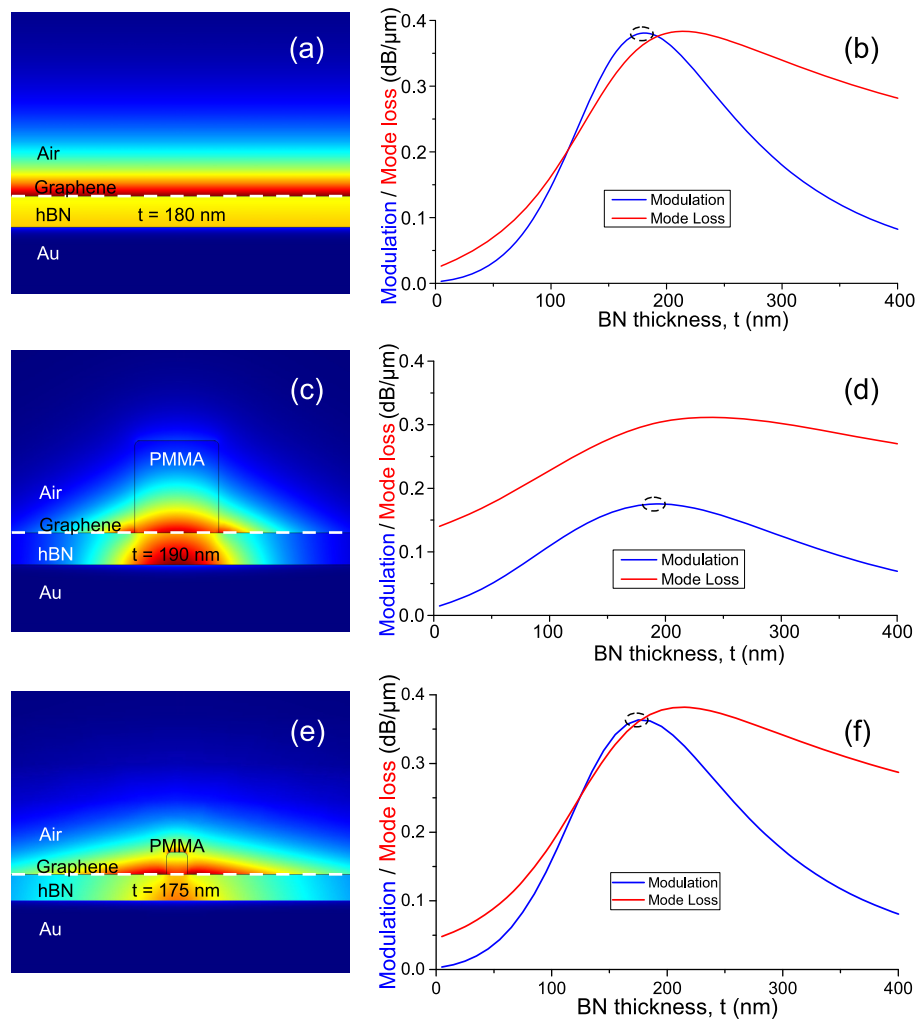 (a)
Air
Graphene
hBN t = 180 nm
Au
(b)
Modulation / Mode loss (dB/μm)
0.4
0.3
0.2
0.1
0.0
Modulation
Mode Loss
0 100 200 300 400
BN thickness, t (nm)
(c)
PMMA
Air
Graphene
hBN t = 190 nm
Au
(d)
Modulation / Mode loss (dB/μm)
0.4
0.3
0.2
0.1
0.0
Modulation
Mode Loss
0 100 200 300 400
BN thickness, t (nm)
(e)
Air
PMMA
Graphene
hBN t = 175 nm
Au
(f)
Modulation / Mode loss (dB/μm)
0.4
0.3
0.2
0.1
0.0
Modulation
Mode Loss
0 100 200 300 400
BN thickness, t (nm)